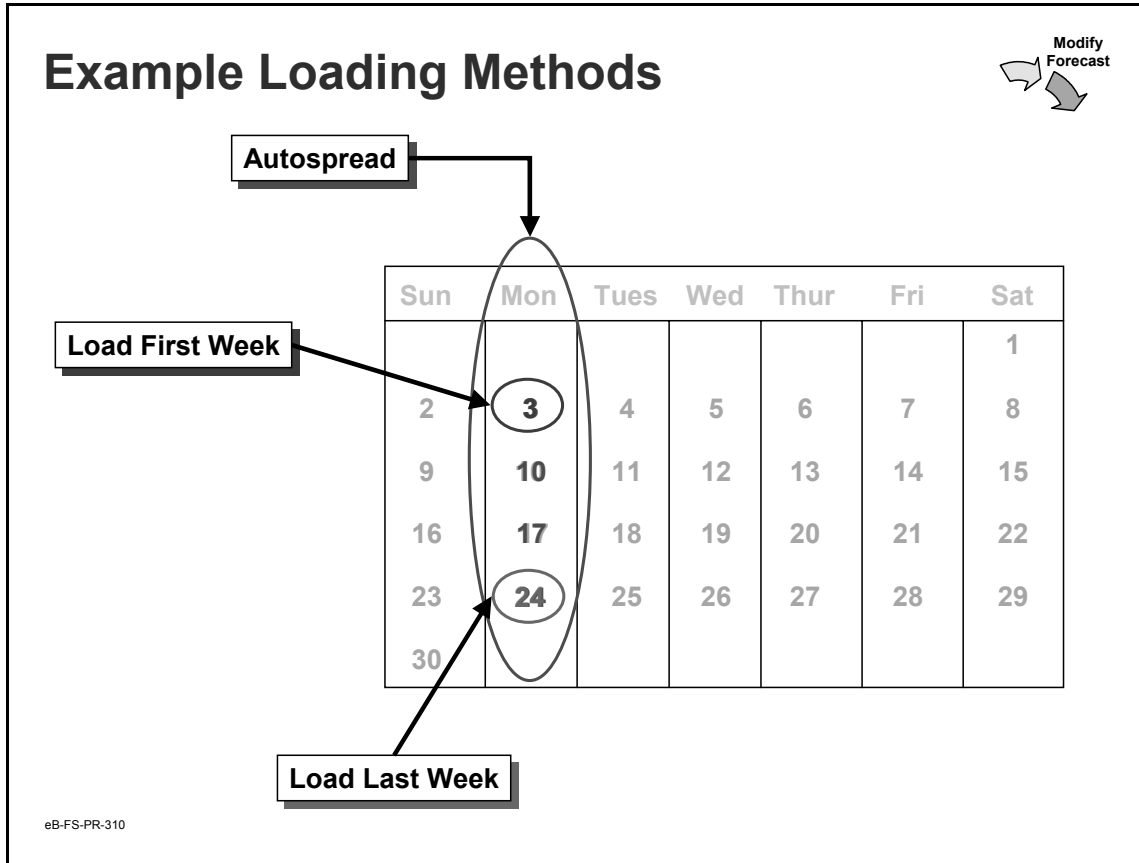 Example Loading Methods
Modify
Forecast
Autospread
Sun Mon Tues Wed Thur Fri Sat
Load First Week
1
2 3 4 5 6 7 8
9 10 11 12 13 14 15
16 17 18 19 20 21 22
23 24 25 26 27 28 29
30
Load Last Week
eB-FS-PR-310